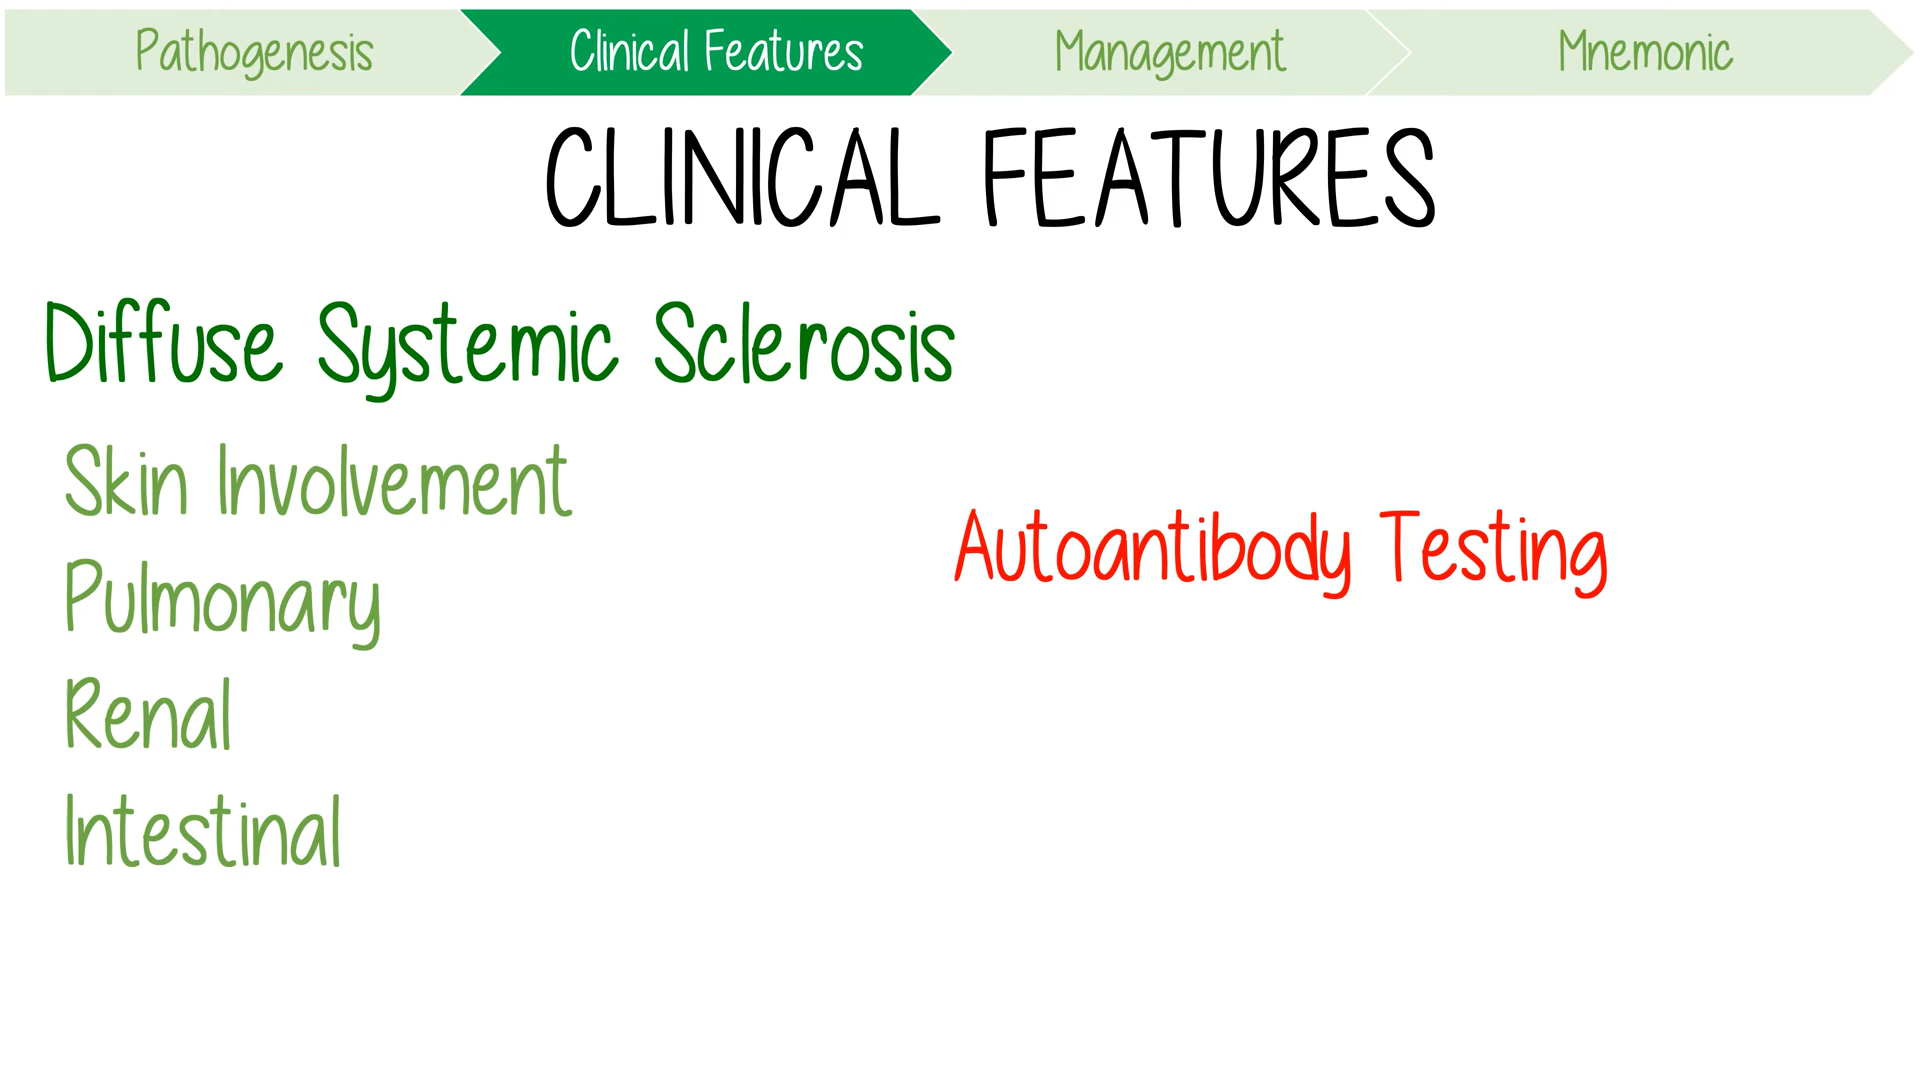 Pathogenesis
Clinical Features
Management
Mnemonic
CLINICAL FEATURES
Diffuse Systemic Sclerosis
Skin Involvement
Pulmonary
Renal
Intestinal
Autoantibody Testing